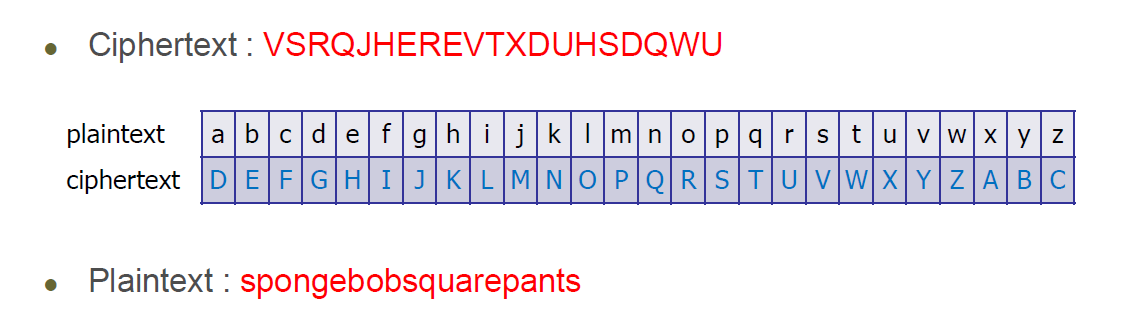 Ciphertext : VSRQJHEREVTXDUHSDQWU
plaintext a b c d e f g h i j k l m n o p q r s t u v w x y z
ciphertext D E F G H I J K L M N O P Q R S T U V W X Y Z A B C
Plaintext : spongebobsquarepants